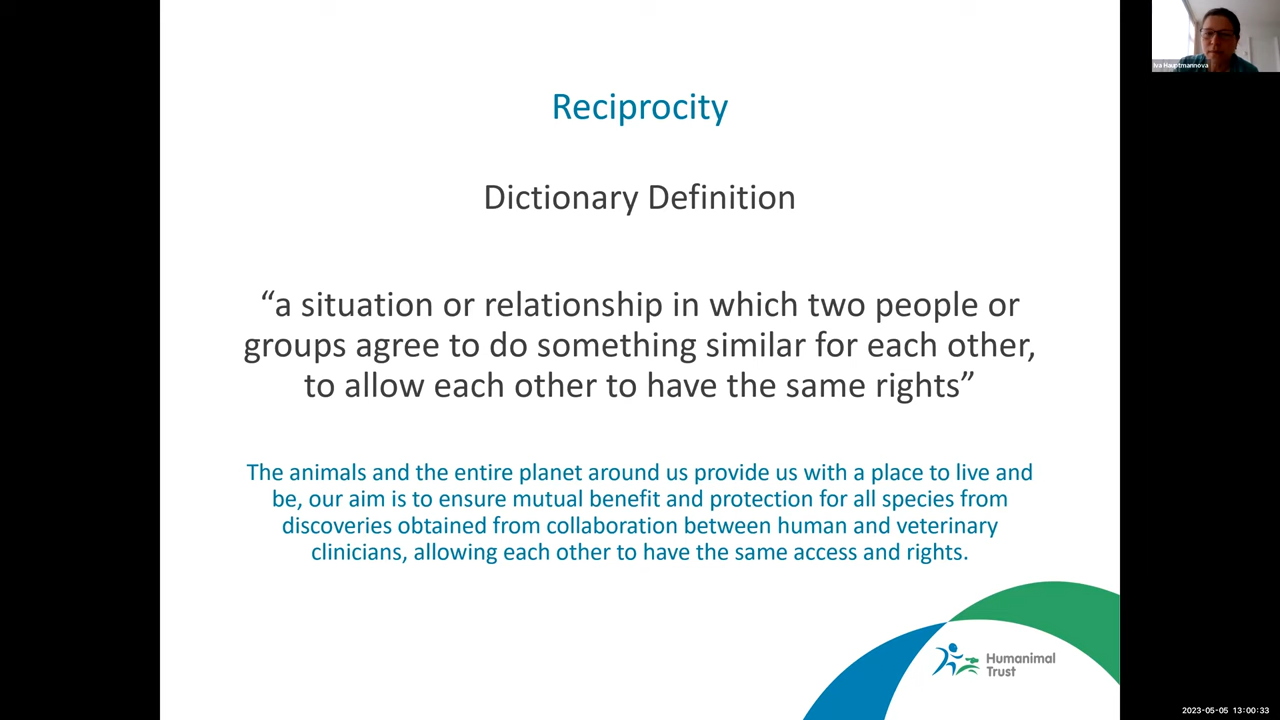 Iva Hauptmannova
Reciprocity
Dictionary Definition
“a situation or relationship in which two people or
groups agree to do something similar for each other,
to allow each other to have the same rights”
The animals and the entire planet around us provide us with a place to live and
be, our aim is to ensure mutual benefit and protection for all species from
discoveries obtained from collaboration between human and veterinary
clinicians, allowing each other to have the same access and rights.
Humanimal
Trust
2023-05-05 13:00:33